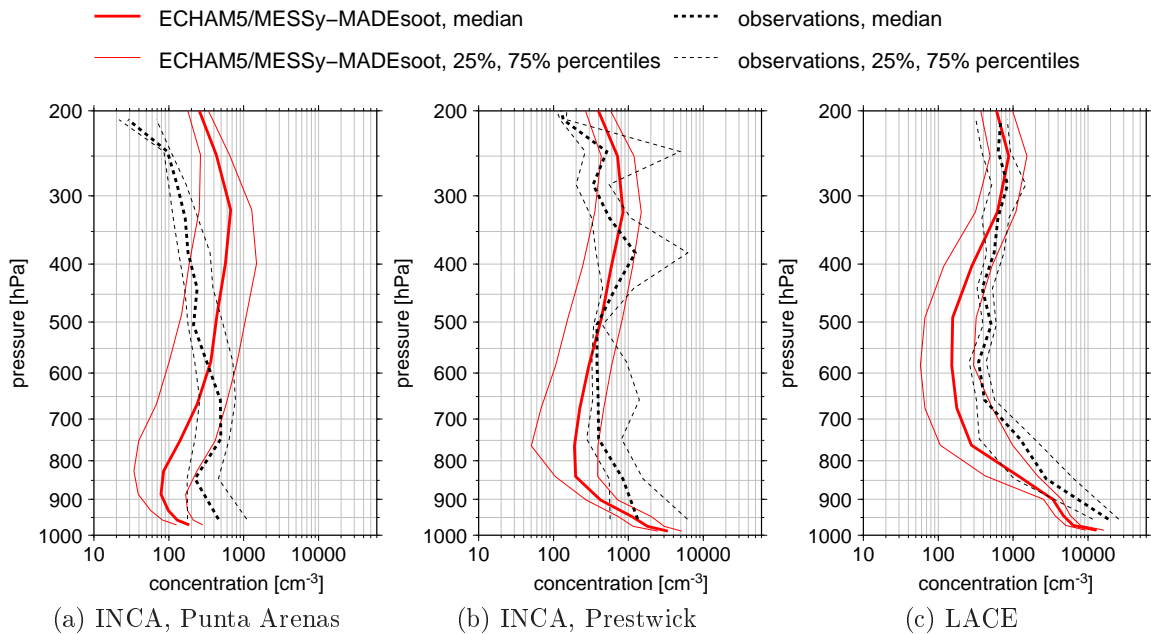 ECHAM5/MESSy−MADEsoot, median
observations, median
ECHAM5/MESSy−MADEsoot, 25%, 75% percentiles
observations, 25%, 75% percentiles
200
300
400
500
600
700
800
900
1000
pressure [hPa]
10 100 1000 10000
concentration [cm-3]
(a) INCA, Punta Arenas
200
300
400
500
600
700
800
900
1000
pressure [hPa]
10 100 1000 10000
concentration [cm-3]
(b) INCA, Prestwick
200
300
400
500
600
700
800
900
1000
pressure [hPa]
10 100 1000 10000
concentration [cm-3]
(c) LACE